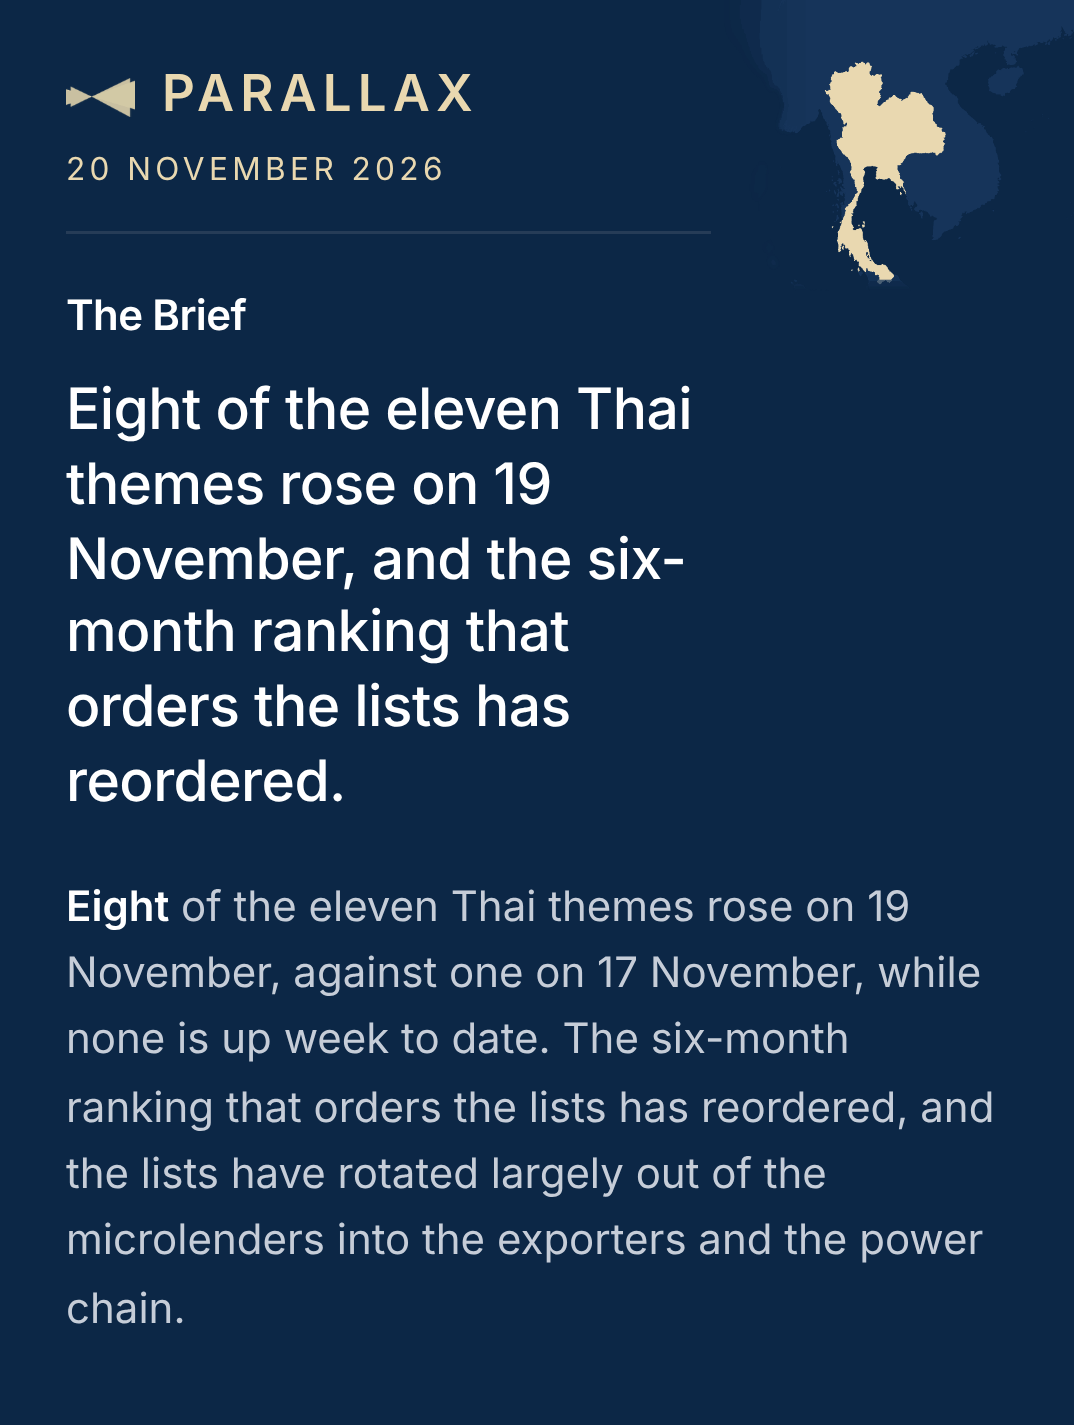 PARALLAX
20 NOVEMBER 2026
The Brief
Eight of the eleven Thai
themes rose on 19
November, and the six-
month ranking that
orders the lists has
reordered.
Eight of the eleven Thai themes rose on 19
November, against one on 17 November, while
none is up week to date. The six-month
ranking that orders the lists has reordered, and
the lists have rotated largely out of the
microlenders into the exporters and the power
chain.